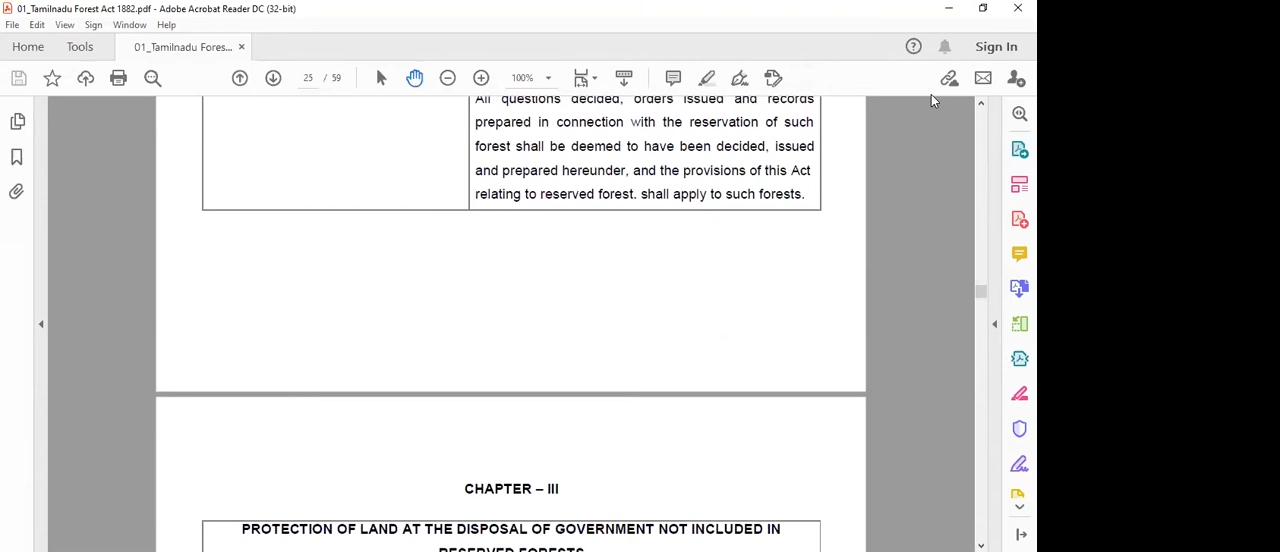 01_Tamilnadu Forest Act 1882.pdf - Adobe Acrobat Reader DC (32-bit)
File Edit View Sign Window Help
Home Tools 01_Tamilnadu Fores... × Sign In
25 / 59 100%
All questions decided, orders issued and records
prepared in connection with the reservation of such
forest shall be deemed to have been decided, issued
and prepared hereunder, and the provisions of this Act
relating to reserved forest. shall apply to such forests.
CHAPTER – III
PROTECTION OF LAND AT THE DISPOSAL OF GOVERNMENT NOT INCLUDED IN
RESERVED FORESTS